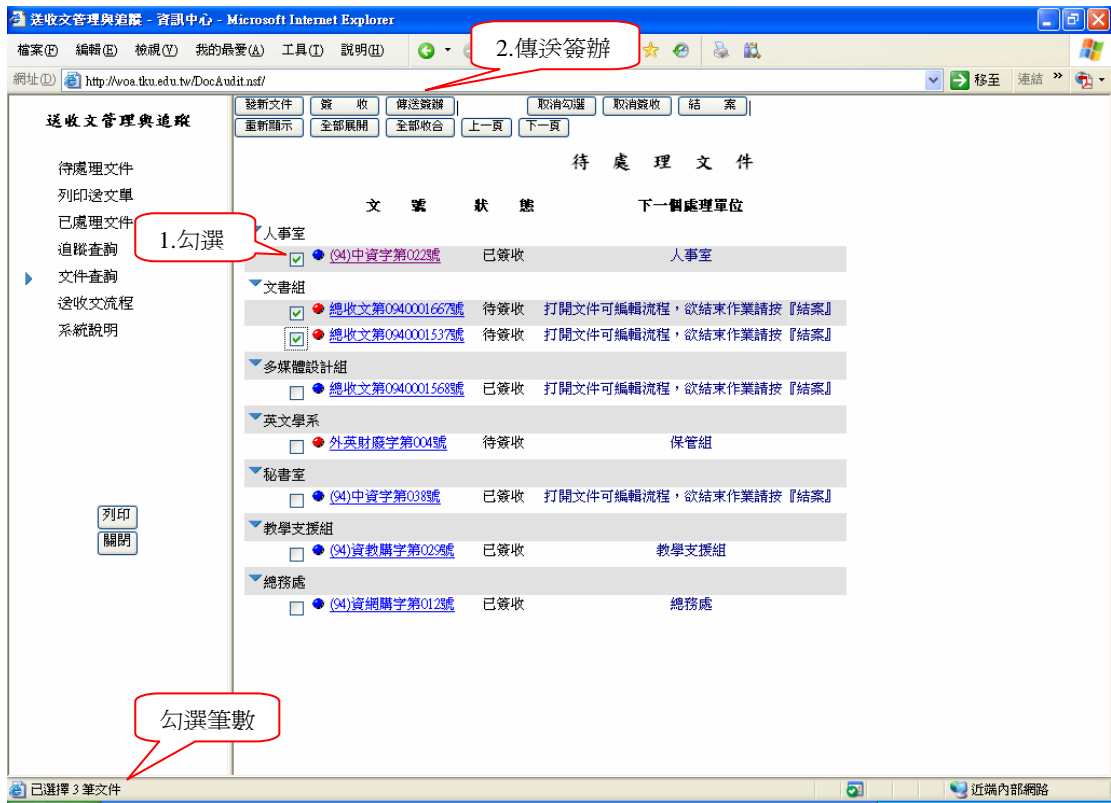 送收文管理與追蹤 - 資訊中心 - Microsoft Internet Explorer
檔案(F) 編輯(E) 檢視(V) 我的最愛(A) 工具(T) 說明(H)
2.傳送簽辦
網址(D) http://woa.tku.edu.tw/DocAudit.nsf/ 移至 連結 »
送收文管理與追蹤
待處理文件
列印送文單
已處理文件
追蹤查詢
文件查詢
送收文流程
系統說明
列印
關閉
發新文件 簽 收 傳送簽辦 | 取消勾選 取消簽收 結 案 |
重新顯示 全部展開 全部收合 上一頁 下一頁
待 處 理 文 件
文 號 狀 態 下一個處理單位
1.勾選
人事室
(94)中資字第022號 已簽收 人事室
文書組
總收文第0940001667號 待簽收 打開文件可編輯流程，欲結束作業請按『結案』
總收文第0940001537號 待簽收 打開文件可編輯流程，欲結束作業請按『結案』
多媒體設計組
總收文第0940001568號 已簽收 打開文件可編輯流程，欲結束作業請按『結案』
英文學系
外英財廢字第004號 待簽收 保管組
秘書室
(94)中資字第038號 已簽收 打開文件可編輯流程，欲結束作業請按『結案』
教學支援組
(94)資教購字第029號 已簽收 教學支援組
總務處
(94)資網購字第012號 已簽收 總務處
勾選筆數
已選擇 3 筆文件 近端內部網路